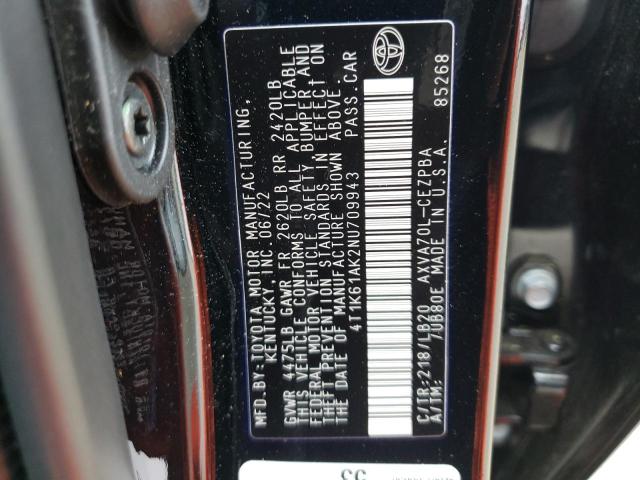 MFD.BY:TOYOTA MOTOR MANUFACTURING,
KENTUCKY, INC. 06/22
GVWR 4475LB GAWR FR 2620LB RR 2420LB
THIS VEHICLE CONFORMS TO ALL APPLICABLE
FEDERAL MOTOR VEHICLE SAFETY, BUMPER AND
THEFT PREVENTION STANDARDS IN EFFECT ON
THE DATE OF MANUFACTURE SHOWN ABOVE.
4T1K61AK2NU709943 PASS.CAR
C/TR:218/LB20 AXVA70L-CEZPBA
A/TM: /UB80E MADE IN U.S.A. 85268
53